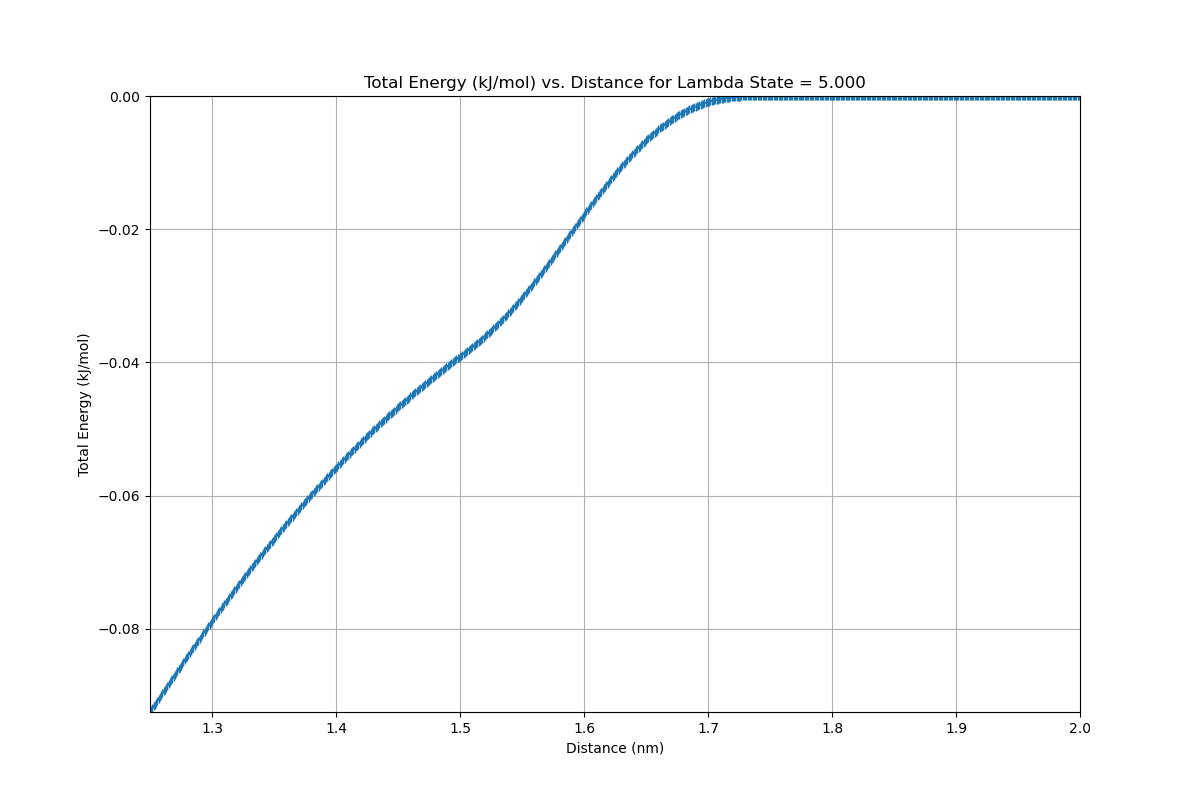 Total Energy (kJ/mol) vs. Distance for Lambda State = 5.000
0.00
−0.02
−0.04
−0.06
−0.08
Total Energy (kJ/mol)
1.3 1.4 1.5 1.6 1.7 1.8 1.9 2.0
Distance (nm)